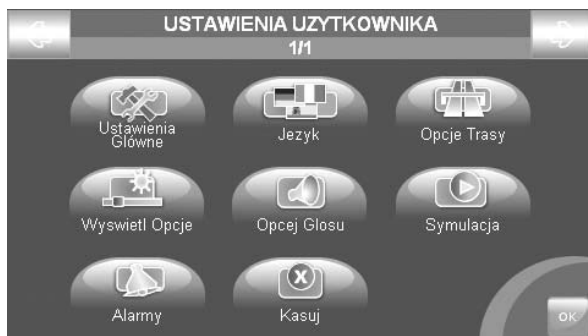 USTAWIENIA UZYTKOWNIKA
1/1
Ustawienia
Glówne
Jezyk
Opcje Trasy
Wyswietl Opcje
Opcej Glosu
Symulacja
Alarmy
X
Kasuj
OK